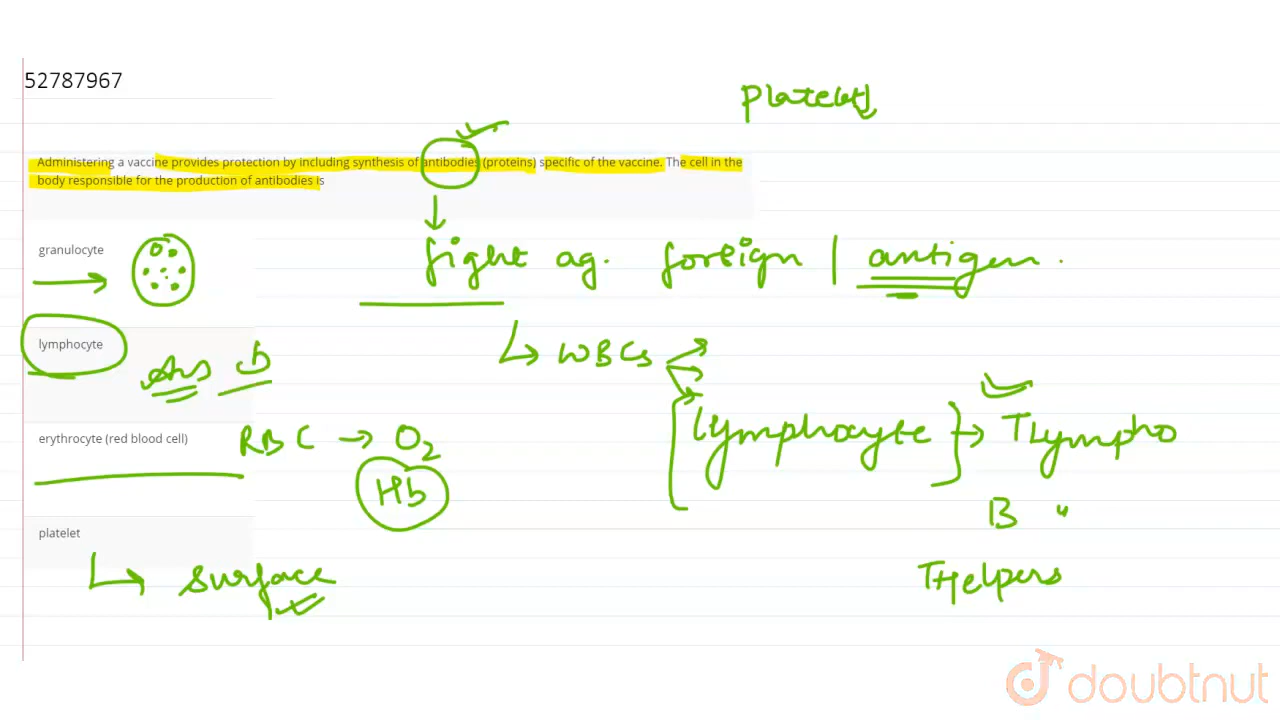 52787967
Platelets
Administering a vaccine provides protection by including synthesis of antibodies (proteins) specific of the vaccine. The cell in the
body responsible for the production of antibodies is
granulocyte
fight ag. foreign | antigen.
lymphocyte
Ans b
WBCs
erythrocyte (red blood cell)
RBC → O2
Hb
[lymphocyte] → T Lympho
B "
platelet
Surface
T Helpers
doubtnut